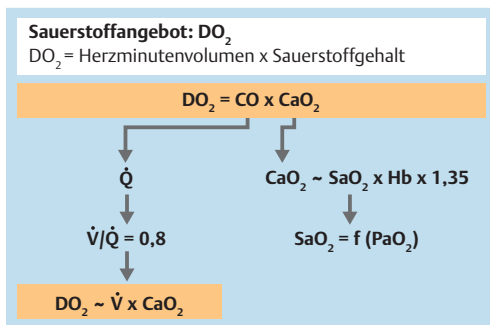 Sauerstoffangebot: DO₂
DO₂ = Herzminutenvolumen x Sauerstoffgehalt
DO₂ = CO x CaO₂
Q̇
CaO₂ ~ SaO₂ x Hb x 1,35
V̇/Q̇ = 0,8
SaO₂ = f (PaO₂)
DO₂ ~ V̇ x CaO₂